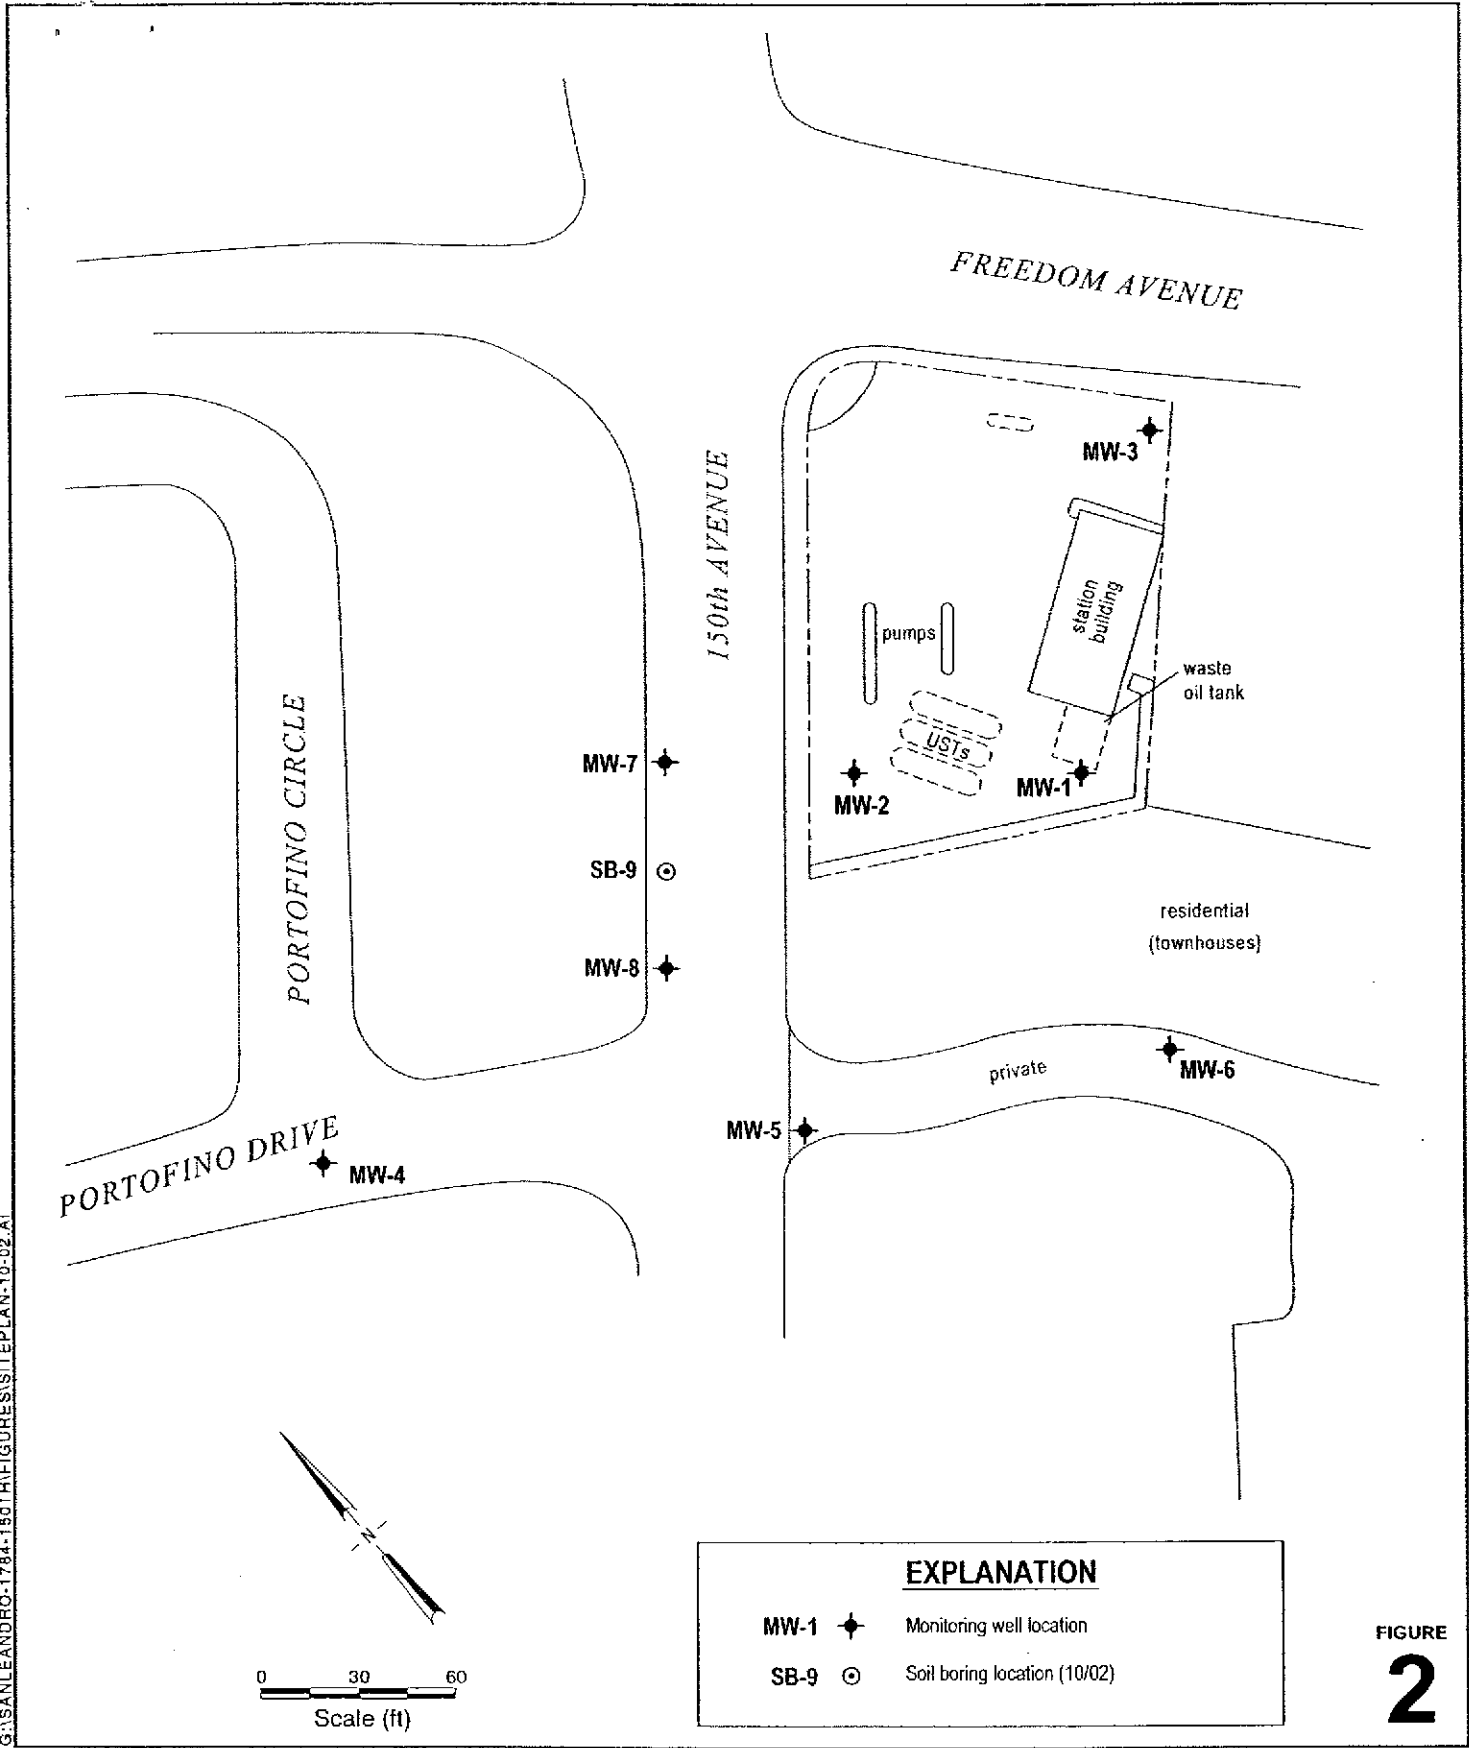 FREEDOM AVENUE
MW-3
150th AVENUE
station
building
pumps
waste
oil tank
USTs
PORTOFINO CIRCLE
MW-7
MW-2
MW-1
SB-9
residential
(townhouses)
MW-8
private
MW-6
MW-5
PORTOFINO DRIVE
MW-4
N
0 30 60
Scale (ft)
EXPLANATION
MW-1 Monitoring well location
SB-9 Soil boring location (10/02)
FIGURE
2